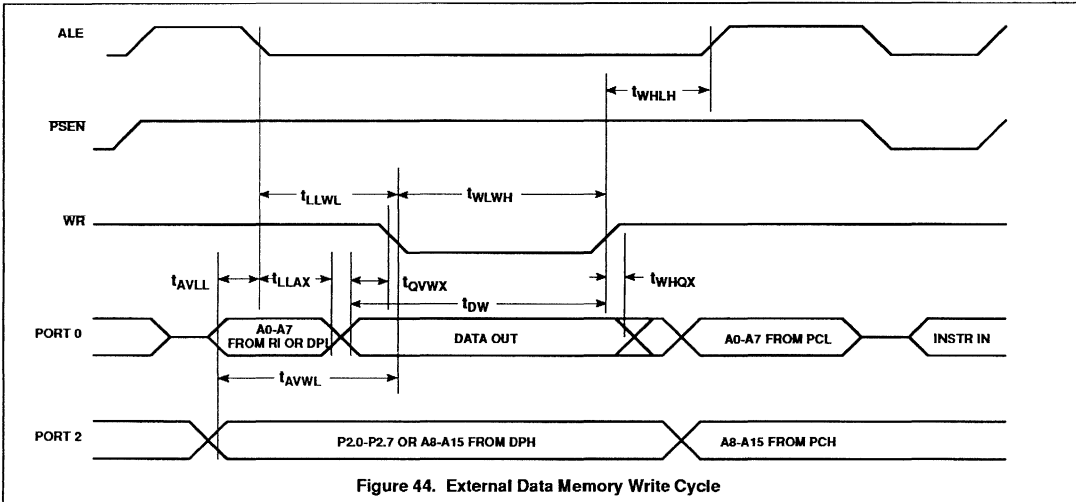 ALE
tWHLH
PSEN
tLLWL
tWLWH
WR
tAVLL
tLLAX
tQVWX
tWHQX
tDW
PORT 0
A0-A7
FROM RI OR DPL
DATA OUT
A0-A7 FROM PCL
INSTR IN
tAVWL
PORT 2
P2.0-P2.7 OR A8-A15 FROM DPH
A8-A15 FROM PCH
Figure 44. External Data Memory Write Cycle